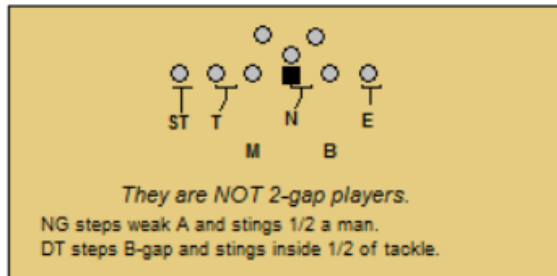 ST T N E
M B
They are NOT 2-gap players.
NG steps weak A and stings 1/2 a man.
DT steps B-gap and stings inside 1/2 of tackle.